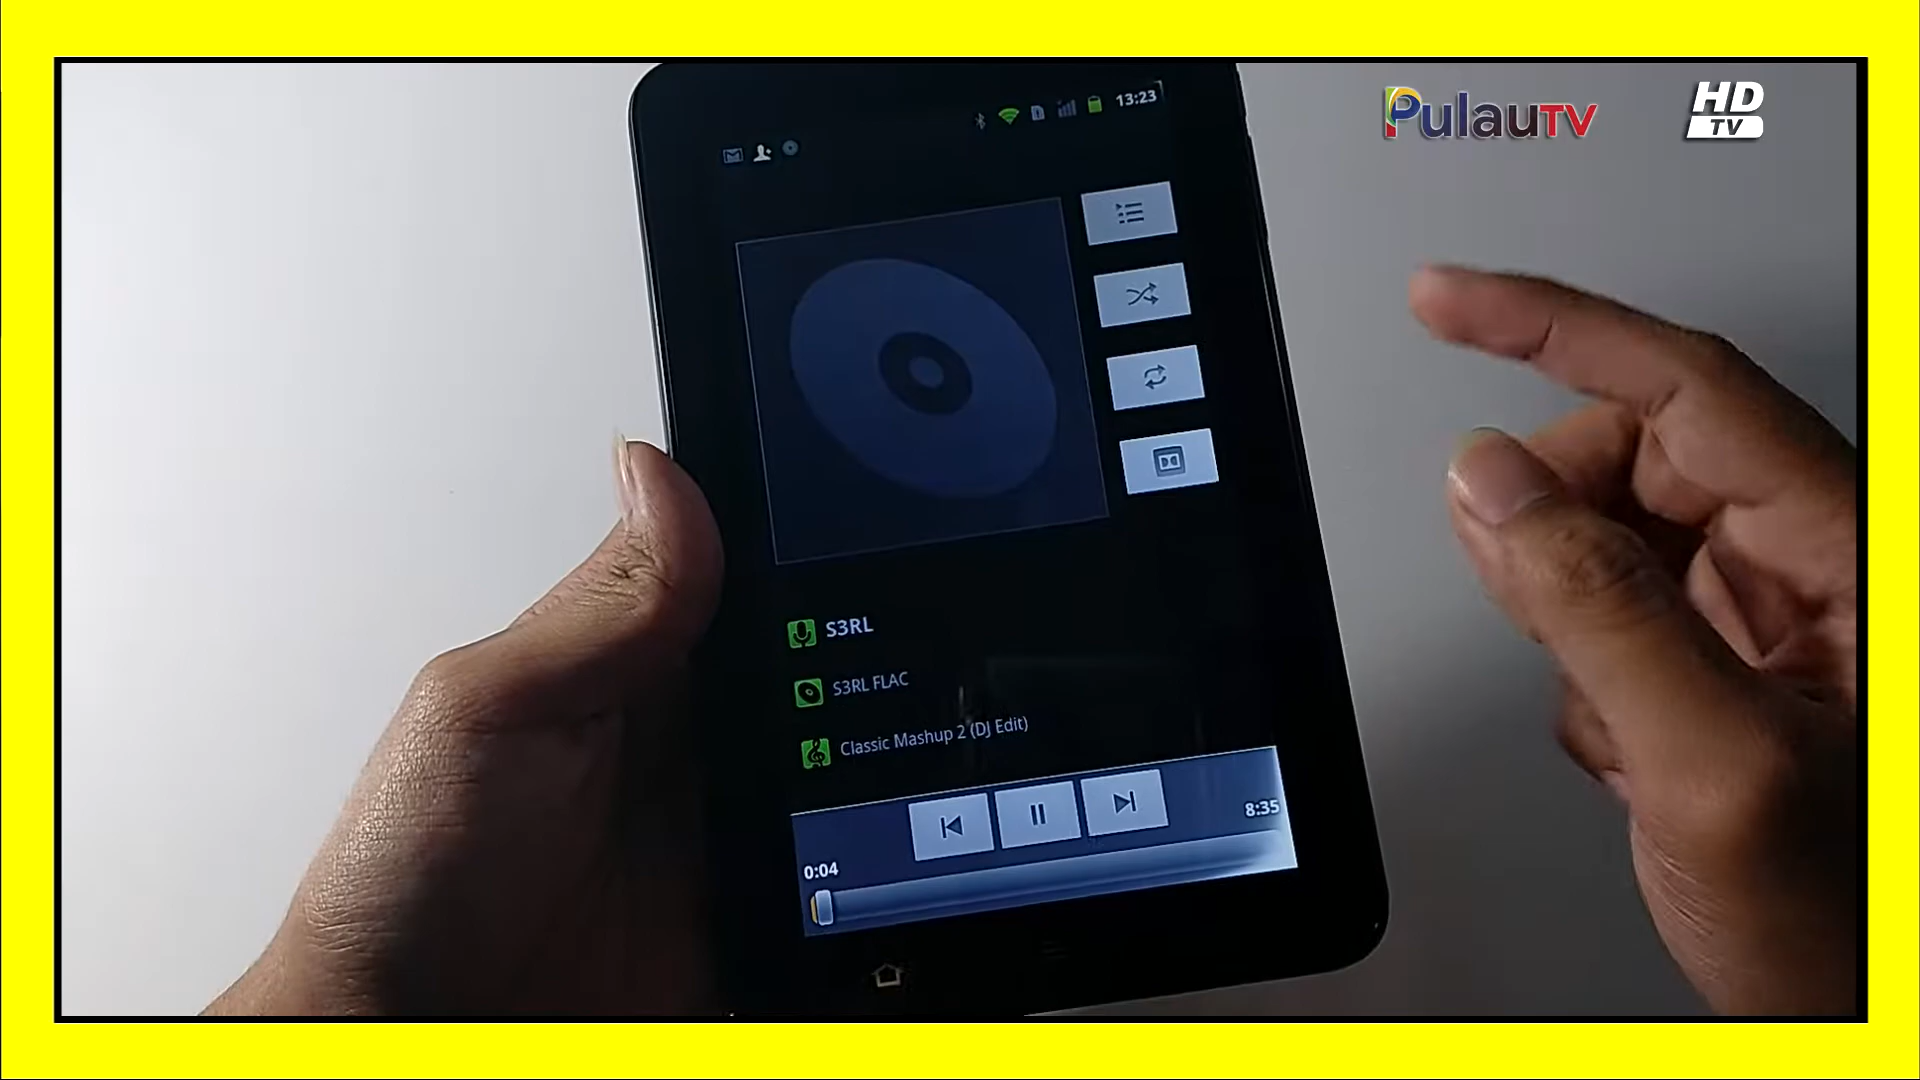 PulauTV
HD
TV
13:23
S3RL
S3RL FLAC
Classic Mashup 2 (DJ Edit)
8:35
0:04